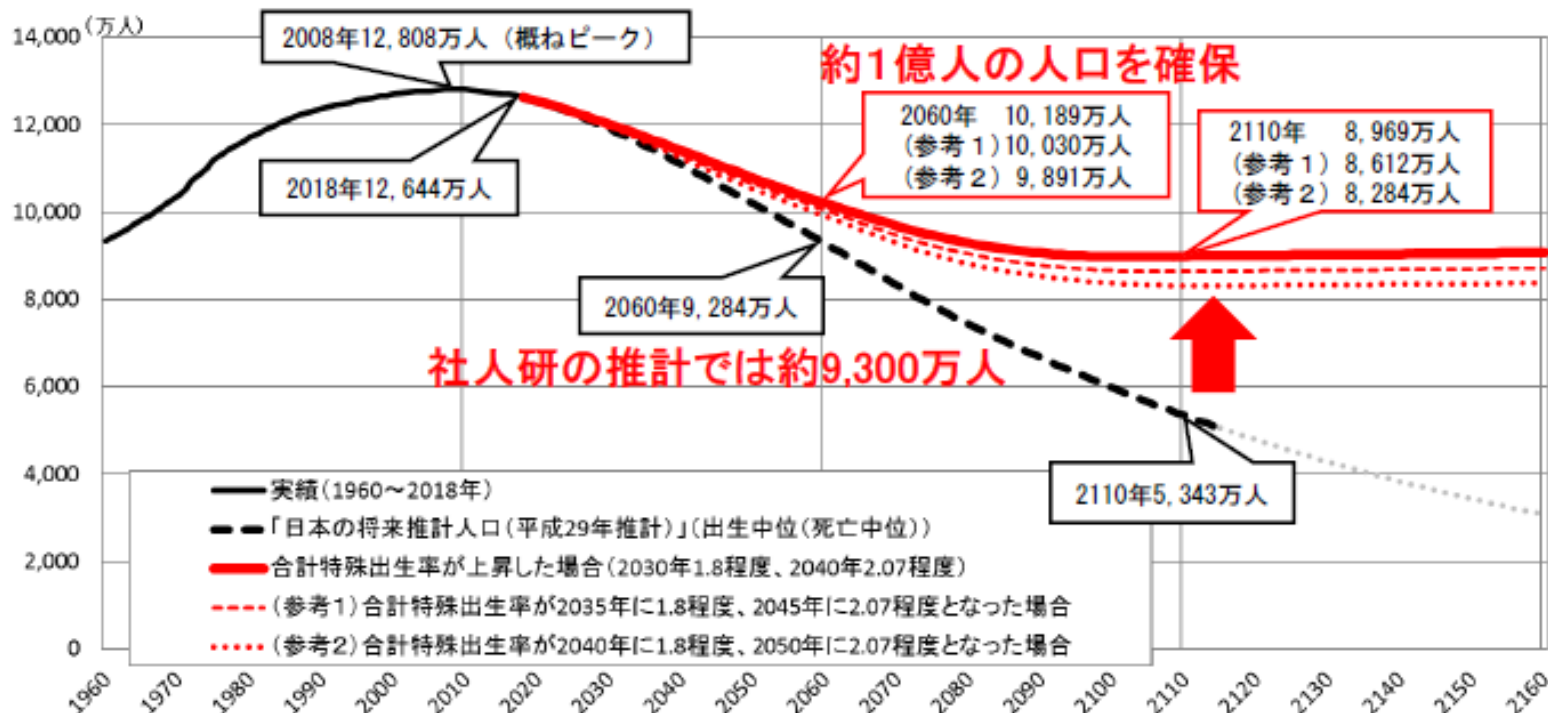 (万人)
14,000
12,000
10,000
8,000
6,000
4,000
2,000
0
2008年12,808万人（概ねピーク）
2018年12,644万人
約1億人の人口を確保
2060年 10,189万人
(参考1)10,030万人
(参考2) 9,891万人
2110年 8,969万人
(参考1) 8,612万人
(参考2) 8,284万人
2060年9,284万人
社人研の推計では約9,300万人
2110年5,343万人
実績(1960～2018年)
「日本の将来推計人口(平成29年推計)」(出生中位(死亡中位))
合計特殊出生率が上昇した場合(2030年1.8程度、2040年2.07程度)
(参考1)合計特殊出生率が2035年に1.8程度、2045年に2.07程度となった場合
(参考2)合計特殊出生率が2040年に1.8程度、2050年に2.07程度となった場合
1960 1970 1980 1990 2000 2010 2020 2030 2040 2050 2060 2070 2080 2090 2100 2110 2120 2130 2140 2150 2160